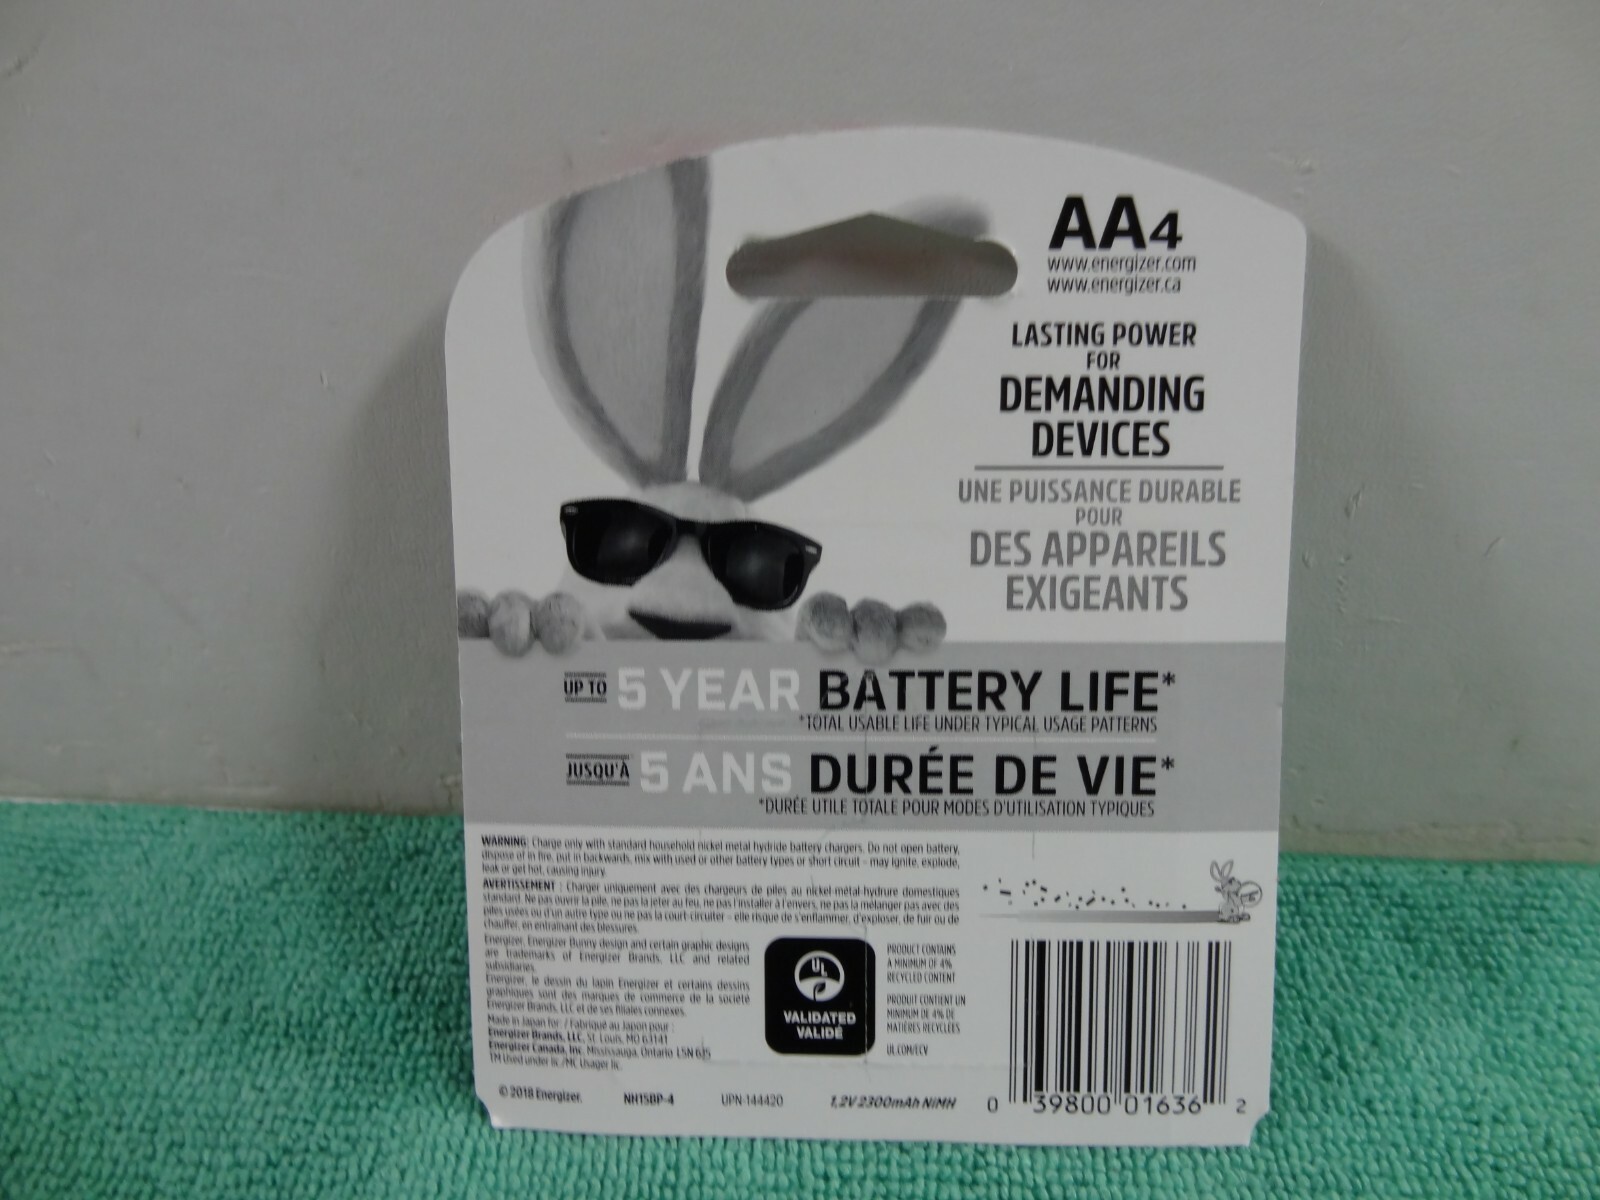 AA4
www.energizer.com
www.energizer.ca
LASTING POWER
FOR
DEMANDING
DEVICES
UNE PUISSANCE DURABLE
POUR
DES APPAREILS
EXIGEANTS
UP TO 5 YEAR BATTERY LIFE*
*TOTAL USABLE LIFE UNDER TYPICAL USAGE PATTERNS
JUSQU'À 5 ANS DURÉE DE VIE*
*DURÉE UTILE TOTALE POUR MODES D'UTILISATION TYPIQUES
WARNING: Charge only with standard household nickel metal hydride battery chargers. Do not open battery,
dispose of in fire, put in backwards, mix with used or other battery types or short circuit - may ignite, explode,
leak or get hot, causing injury.
AVERTISSEMENT : Charger uniquement avec des chargeurs de piles au nickel-métal-hydrure domestiques
standard. Ne pas ouvrir la pile, ne pas la jeter au feu, ne pas l'installer à l'envers, ne pas la mélanger pas avec des
piles usées ou d'un autre type ou ne pas la court-circuiter - elle risque de s'enflammer, d'exploser, de fuir ou de
chauffer, en entraînant des blessures.
Energizer, Energizer Bunny design and certain graphic designs
are trademarks of Energizer Brands, LLC and related
subsidiaries.
Energizer, le dessin du lapin Energizer et certains dessins
graphiques sont des marques de commerce de la société
Energizer Brands, LLC et de ses filiales connexes.
Made in Japan for: / Fabriqué au Japon pour :
Energizer Brands, LLC, St. Louis, MO 63141
Energizer Canada, Inc. Mississauga, Ontario L5N 6J5
TM Used under lic./MC Usager lic.
UL
VALIDATED
VALIDÉ
PRODUCT CONTAINS
A MINIMUM OF 4%
RECYCLED CONTENT
PRODUIT CONTIENT UN
MINIMUM DE 4% DE
MATIÈRES RECYCLÉES
UL.COM/ECV
© 2018 Energizer. NH15BP-4 UPN-144420 1,2V 2300mAh NiMH
0 39800 01636 2